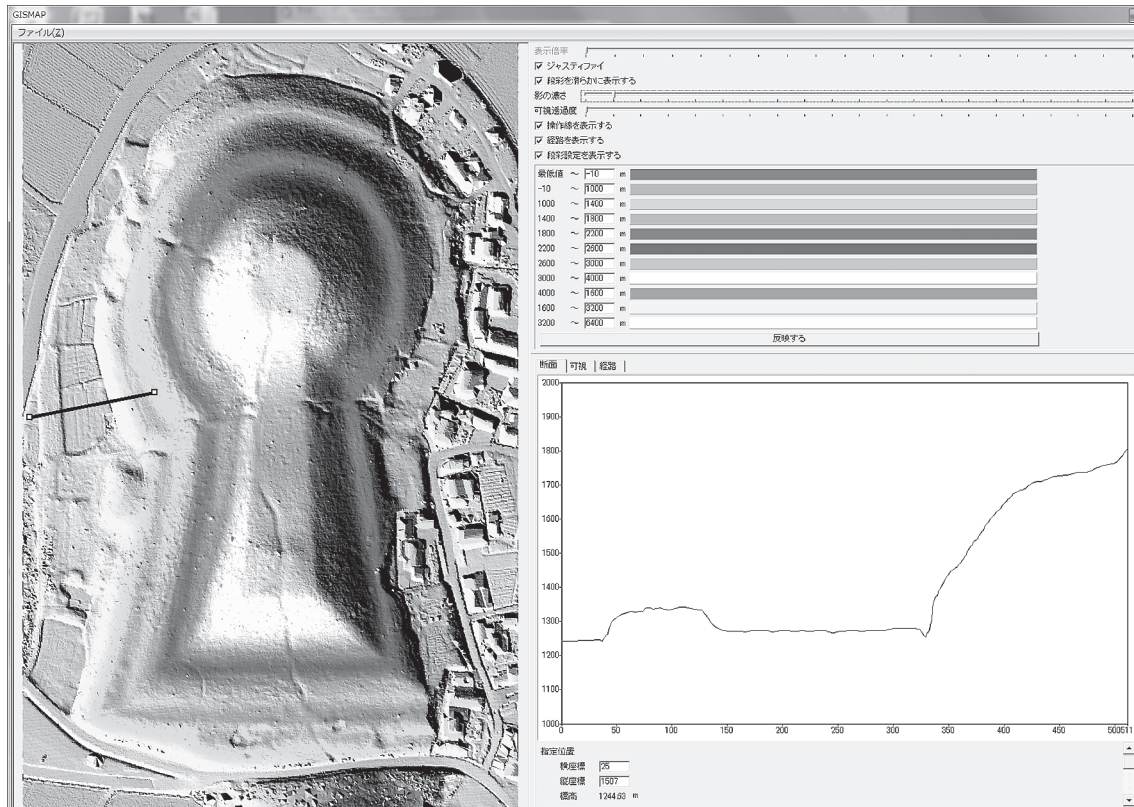 GISMAP
ファイル(Z)
表示倍率
ジャスティファイ
段彩を滑らかに表示する
影の濃さ
可視透過度
操作線を表示する
経路を表示する
段彩設定を表示する
最低値 ～ -10 m
-10 ～ 1000 m
1000 ～ 1400 m
1400 ～ 1800 m
1800 ～ 2200 m
2200 ～ 2600 m
2600 ～ 3000 m
3000 ～ 4000 m
4000 ～ 1600 m
1600 ～ 3200 m
3200 ～ 6400 m
反映する
断面 可視 経路
2000
1900
1800
1700
1600
1500
1400
1300
1200
1100
1000
0 50 100 150 200 250 300 350 400 450 500511
指定位置
横座標 25
縦座標 1507
標高 1244.63 m